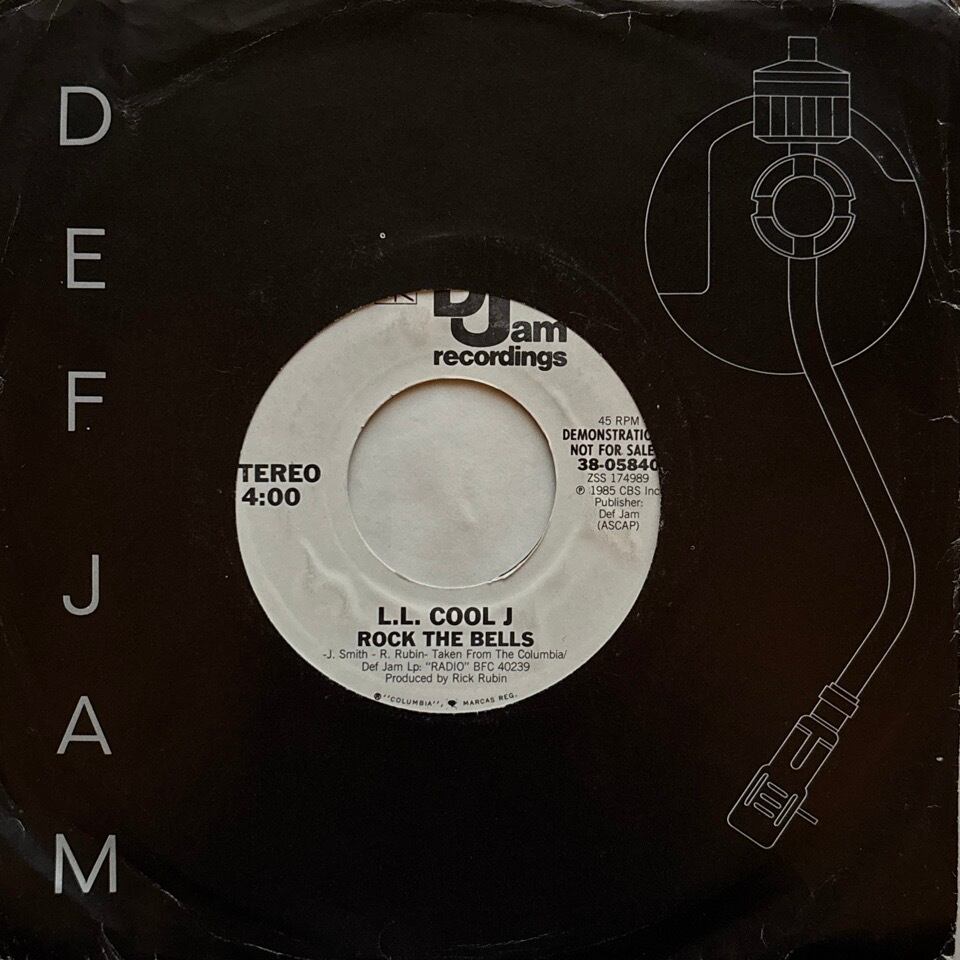 DEF JAM
D Jam
recordings
45 RPM
DEMONSTRATIO
NOT FOR SALE
38-05840
ZSS 174989
℗ 1985 CBS Inc
Publisher:
Def Jam
(ASCAP)
TEREO
4:00
L.L. COOL J
ROCK THE BELLS
-J. Smith - R. Rubin- Taken From The Columbia/
Def Jam Lp: "RADIO" BFC 40239
Produced by Rick Rubin
® "COLUMBIA", MARCAS REG.